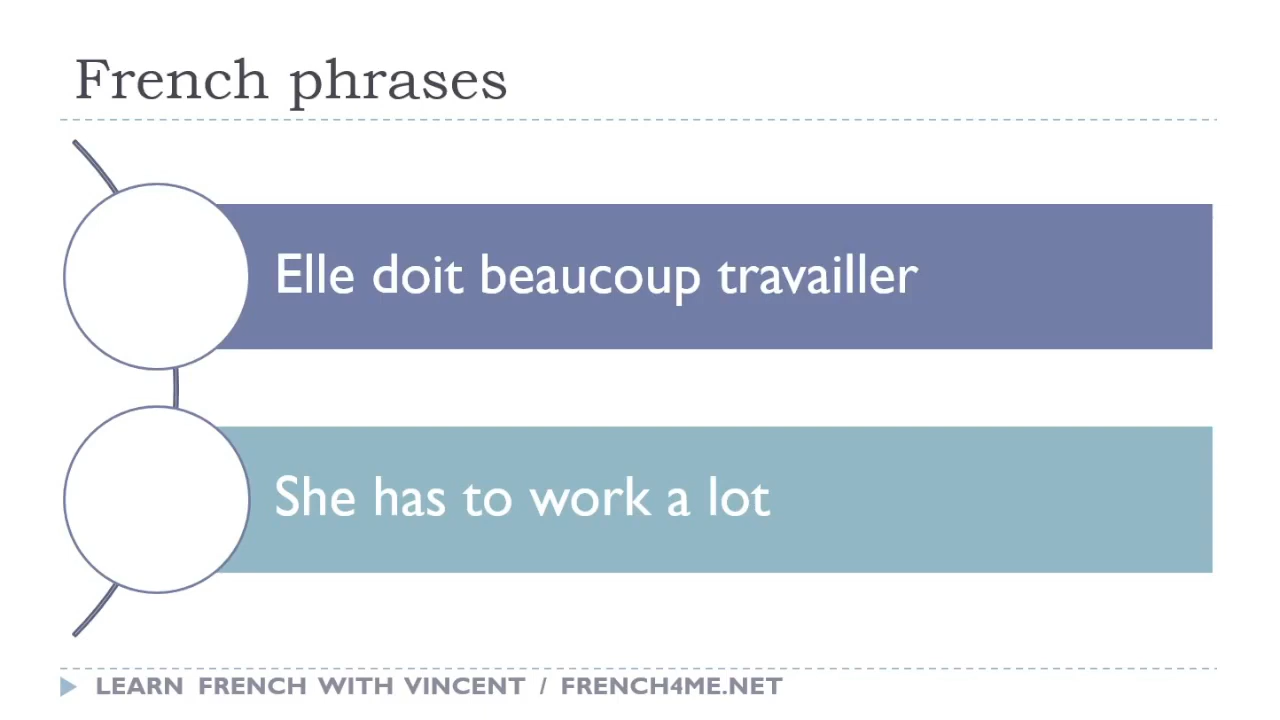 French phrases
Elle doit beaucoup travailler
She has to work a lot
LEARN FRENCH WITH VINCENT / FRENCH4ME.NET